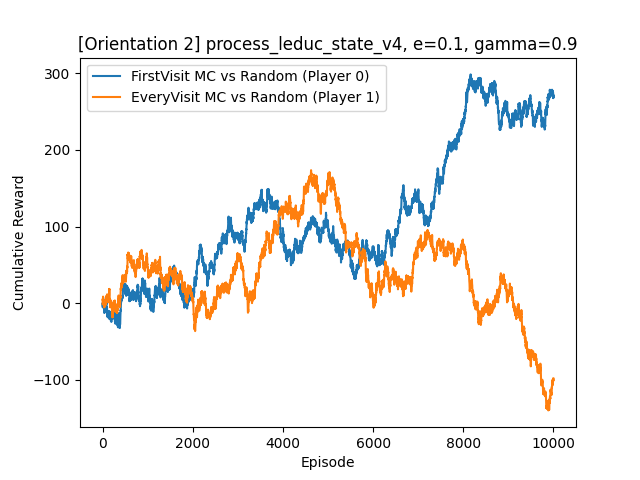 [Orientation 2] process_leduc_state_v4, e=0.1, gamma=0.9
FirstVisit MC vs Random (Player 0)
EveryVisit MC vs Random (Player 1)
300
200
100
0
−100
Cumulative Reward
0 2000 4000 6000 8000 10000
Episode